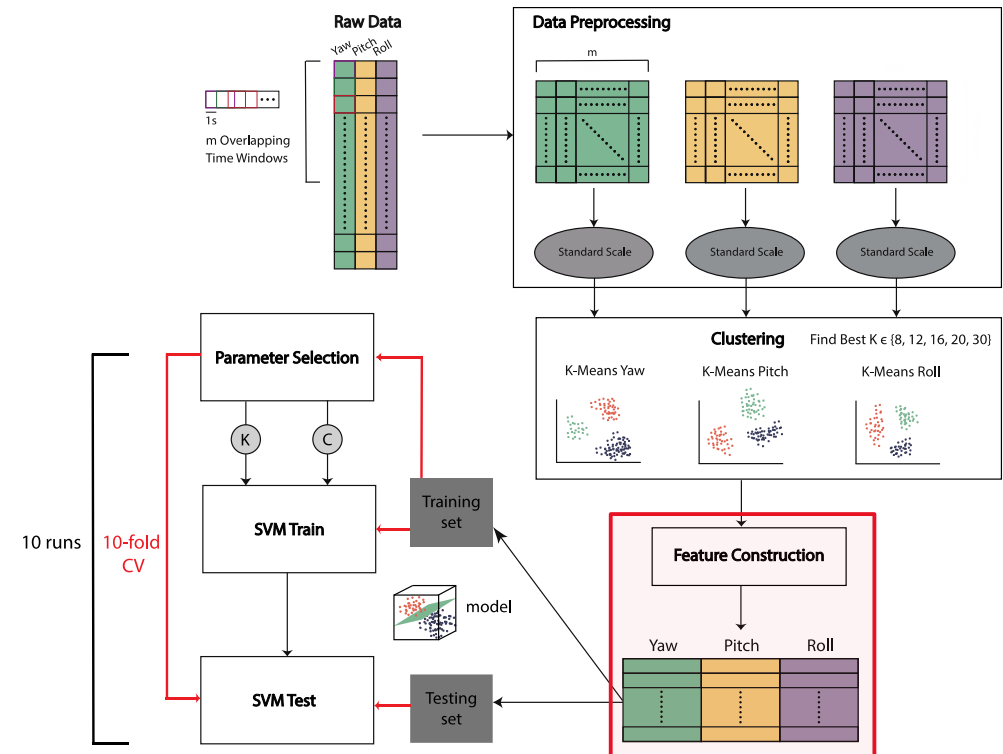 Raw Data
Yaw
Pitch
Roll
1s
m Overlapping
Time Windows
Data Preprocessing
m
Standard Scale
Standard Scale
Standard Scale
Clustering
Find Best K ϵ {8, 12, 16, 20, 30}
K-Means Yaw
K-Means Pitch
K-Means Roll
Parameter Selection
K
C
SVM Train
Training
set
10 runs
10-fold
CV
model
SVM Test
Testing
set
Feature Construction
Yaw
Pitch
Roll